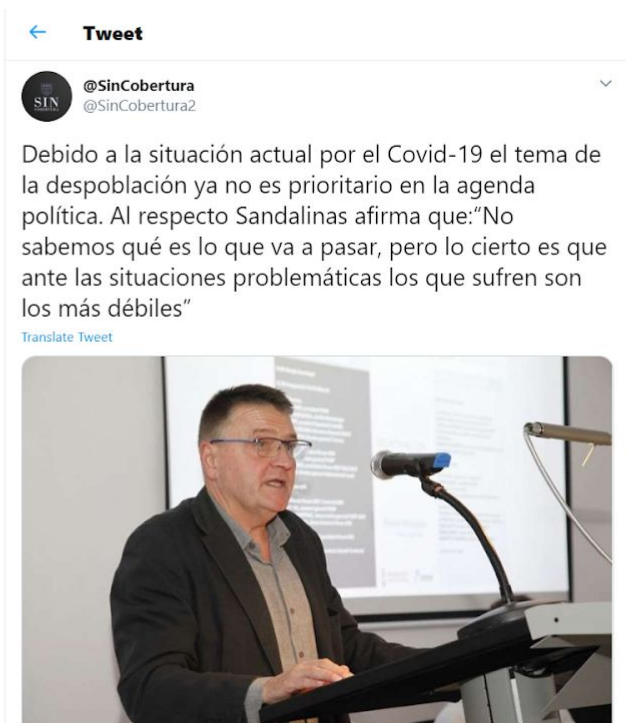 Tweet
SIN
@SinCobertura
@SinCobertura2
Debido a la situación actual por el Covid-19 el tema de
la despoblación ya no es prioritario en la agenda
política. Al respecto Sandalinas afirma que:“No
sabemos qué es lo que va a pasar, pero lo cierto es que
ante las situaciones problemáticas los que sufren son
los más débiles”
Translate Tweet